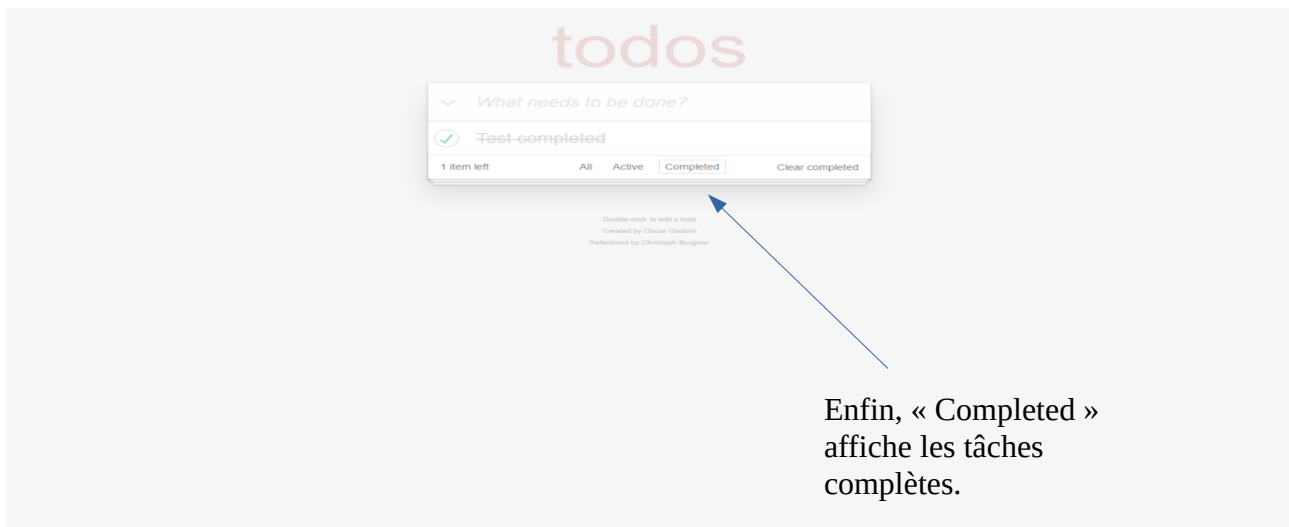 todos
What needs to be done?
Test completed
1 item left All Active Completed Clear completed
Double-click to edit a todo
Created by Oscar Godson
Refactored by Christoph Burgmer
Enfin, « Completed »
affiche les tâches
complètes.